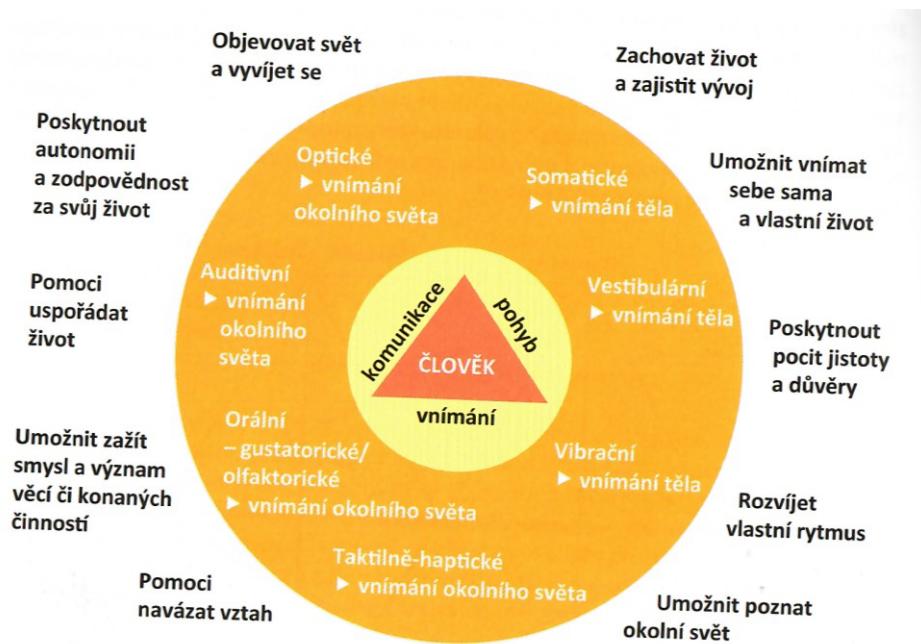 Objevovat svět
a vyvíjet se
Zachovat život
a zajistit vývoj
Poskytnout
autonomii
a zodpovědnost
za svůj život
Umožnit vnímat
sebe sama
a vlastní život
Pomoci
uspořádat
život
Poskytnout
pocit jistoty
a důvěry
Umožnit zažít
smysl a význam
věcí či konaných
činností
Rozvíjet
vlastní rytmus
Pomoci
navázat vztah
Umožnit poznat
okolní svět
Optické
▶ vnímání
okolního světa
Somatické
▶ vnímání těla
Auditivní
▶ vnímání
okolního
světa
Vestibulární
▶ vnímání těla
Orální
– gustatorické/
olfaktorické
▶ vnímání okolního světa
Vibrační
▶ vnímání těla
Taktilně-haptické
▶ vnímání okolního světa
komunikace
pohyb
ČLOVĚK
vnímání